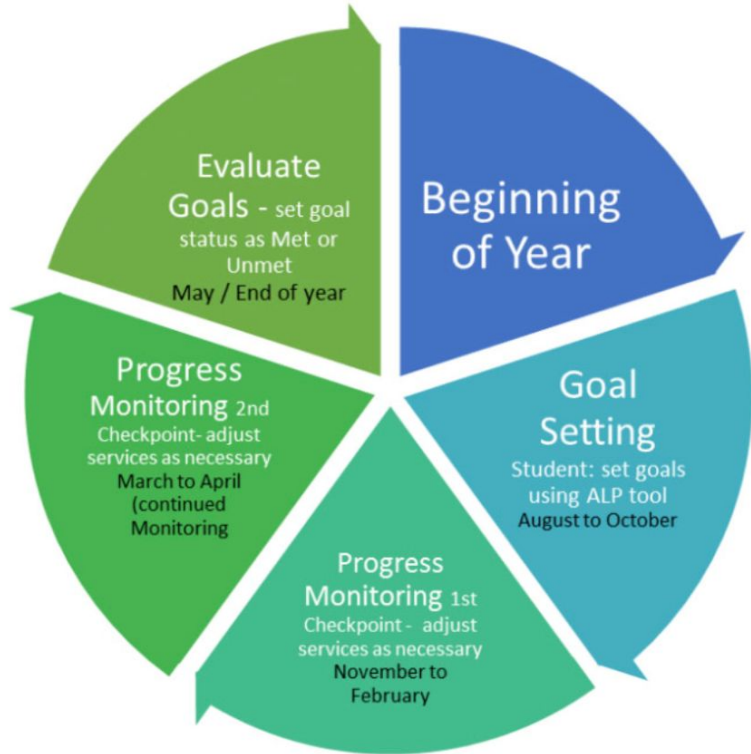 Beginning
of Year
Goal
Setting
Student: set goals
using ALP tool
August to October
Progress
Monitoring 1st
Checkpoint - adjust
services as necessary
November to
February
Progress
Monitoring 2nd
Checkpoint- adjust
services as necessary
March to April
(continued
Monitoring
Evaluate
Goals - set goal
status as Met or
Unmet
May / End of year